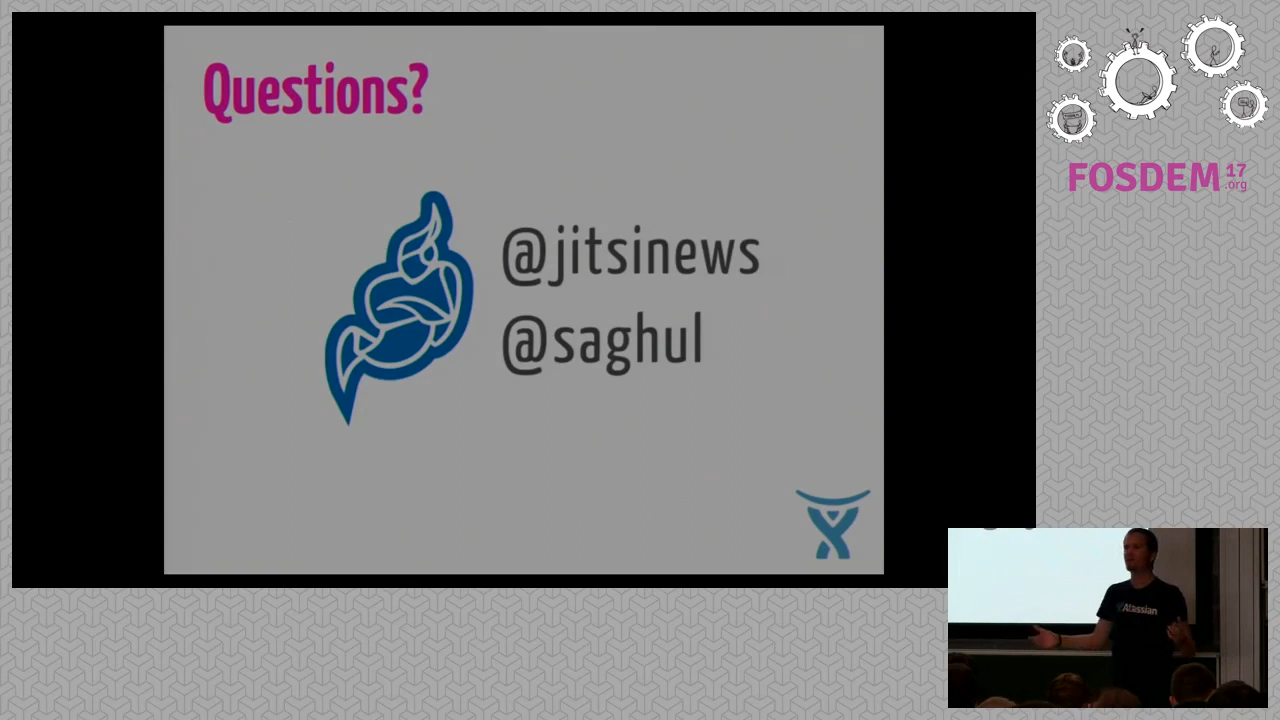 Questions?
@jitsinews
@saghul
FOSDEM 17
.org
Atlassian